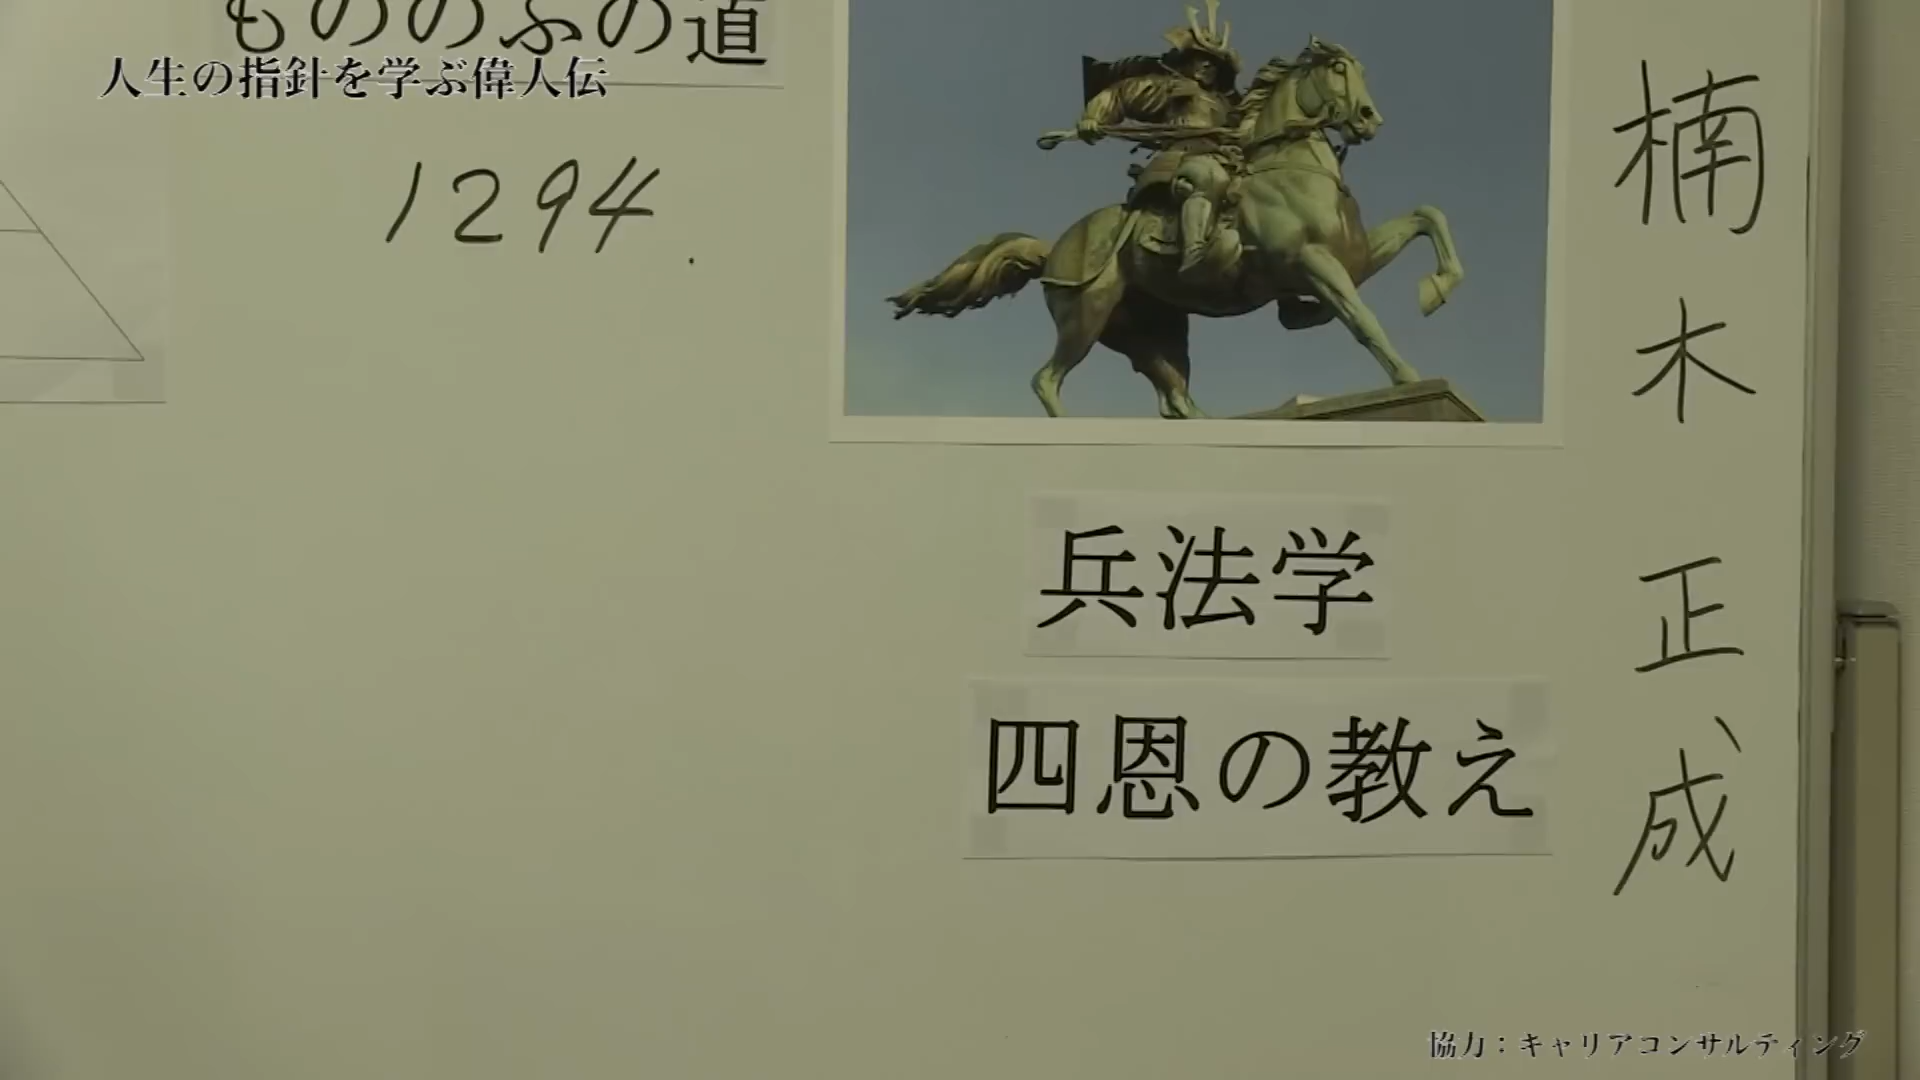 もののふの道
人生の指針を学ぶ偉人伝
1294.
楠木正成
兵法学
四恩の教え
協力：キャリアコンサルティング